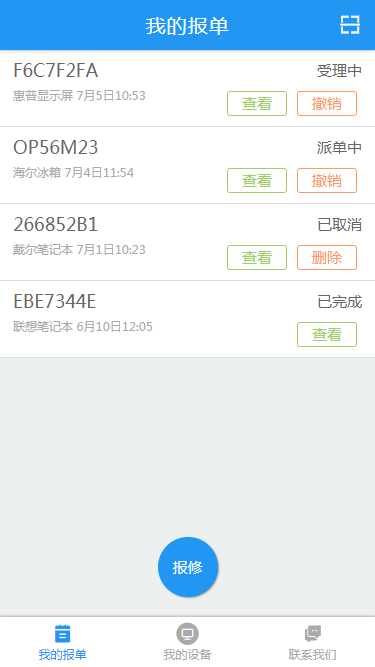 我的报单
F6C7F2FA 受理中
惠普显示屏 7月5日10:53
查看 撤销
OP56M23 派单中
海尔冰箱 7月4日11:54
查看 撤销
266852B1 已取消
戴尔笔记本 7月1日10:23
查看 删除
EBE7344E 已完成
联想笔记本 6月10日12:05
查看
报修
我的报单 我的设备 联系我们